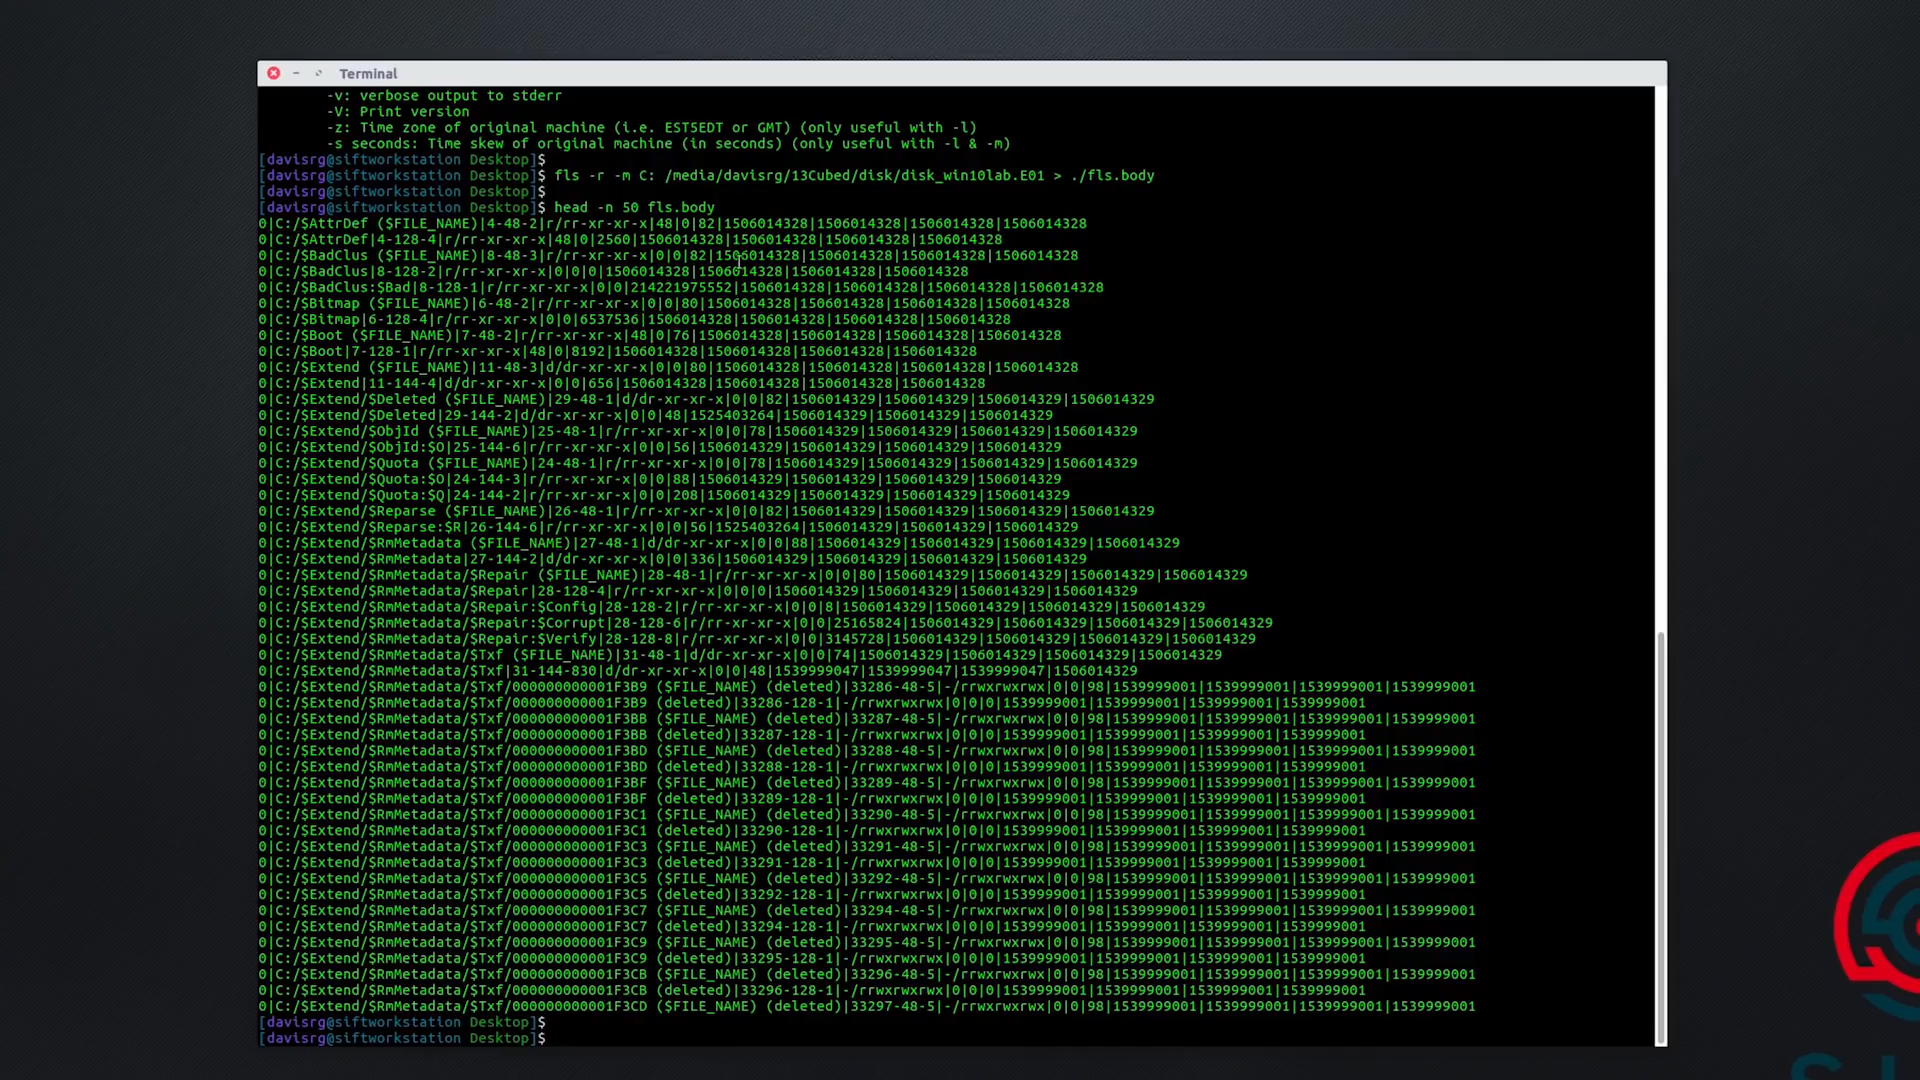 Terminal
-v: verbose output to stderr
-V: Print version
-z: Time zone of original machine (i.e. EST5EDT or GMT) (only useful with -l)
-s seconds: Time skew of original machine (in seconds) (only useful with -l & -m)
[davisrg@siftworkstation Desktop]$
[davisrg@siftworkstation Desktop]$ fls -r -m C: /media/davisrg/13Cubed/disk/disk_win10lab.E01 > ./fls.body
[davisrg@siftworkstation Desktop]$
[davisrg@siftworkstation Desktop]$ head -n 50 fls.body
0|C:/$AttrDef ($FILE_NAME)|4-48-2|r/rr-xr-xr-x|48|0|82|1506014328|1506014328|1506014328|1506014328
0|C:/$AttrDef|4-128-4|r/rr-xr-xr-x|48|0|2560|1506014328|1506014328|1506014328|1506014328
0|C:/$BadClus ($FILE_NAME)|8-48-3|r/rr-xr-xr-x|0|0|82|1506014328|1506014328|1506014328|1506014328
0|C:/$BadClus|8-128-2|r/rr-xr-xr-x|0|0|0|1506014328|1506014328|1506014328|1506014328
0|C:/$BadClus:$Bad|8-128-1|r/rr-xr-xr-x|0|0|214221975552|1506014328|1506014328|1506014328|1506014328
0|C:/$Bitmap ($FILE_NAME)|6-48-2|r/rr-xr-xr-x|0|0|80|1506014328|1506014328|1506014328|1506014328
0|C:/$Bitmap|6-128-4|r/rr-xr-xr-x|0|0|6537536|1506014328|1506014328|1506014328|1506014328
0|C:/$Boot ($FILE_NAME)|7-48-2|r/rr-xr-xr-x|48|0|76|1506014328|1506014328|1506014328|1506014328
0|C:/$Boot|7-128-1|r/rr-xr-xr-x|48|0|8192|1506014328|1506014328|1506014328|1506014328
0|C:/$Extend ($FILE_NAME)|11-48-3|d/dr-xr-xr-x|0|0|80|1506014328|1506014328|1506014328|1506014328
0|C:/$Extend|11-144-4|d/dr-xr-xr-x|0|0|656|1506014328|1506014328|1506014328|1506014328
0|C:/$Extend/$Deleted ($FILE_NAME)|29-48-1|d/dr-xr-xr-x|0|0|82|1506014329|1506014329|1506014329|1506014329
0|C:/$Extend/$Deleted|29-144-2|d/dr-xr-xr-x|0|0|48|1525403264|1506014329|1506014329|1506014329
0|C:/$Extend/$ObjId ($FILE_NAME)|25-48-1|r/rr-xr-xr-x|0|0|78|1506014329|1506014329|1506014329|1506014329
0|C:/$Extend/$ObjId:$O|25-144-6|r/rr-xr-xr-x|0|0|56|1506014329|1506014329|1506014329|1506014329
0|C:/$Extend/$Quota ($FILE_NAME)|24-48-1|r/rr-xr-xr-x|0|0|78|1506014329|1506014329|1506014329|1506014329
0|C:/$Extend/$Quota:$O|24-144-3|r/rr-xr-xr-x|0|0|88|1506014329|1506014329|1506014329|1506014329
0|C:/$Extend/$Quota:$Q|24-144-2|r/rr-xr-xr-x|0|0|208|1506014329|1506014329|1506014329|1506014329
0|C:/$Extend/$Reparse ($FILE_NAME)|26-48-1|r/rr-xr-xr-x|0|0|82|1506014329|1506014329|1506014329|1506014329
0|C:/$Extend/$Reparse:$R|26-144-6|r/rr-xr-xr-x|0|0|56|1525403264|1506014329|1506014329|1506014329
0|C:/$Extend/$RmMetadata ($FILE_NAME)|27-48-1|d/dr-xr-xr-x|0|0|88|1506014329|1506014329|1506014329|1506014329
0|C:/$Extend/$RmMetadata|27-144-2|d/dr-xr-xr-x|0|0|336|1506014329|1506014329|1506014329|1506014329
0|C:/$Extend/$RmMetadata/$Repair ($FILE_NAME)|28-48-1|r/rr-xr-xr-x|0|0|80|1506014329|1506014329|1506014329|1506014329
0|C:/$Extend/$RmMetadata/$Repair|28-128-4|r/rr-xr-xr-x|0|0|0|1506014329|1506014329|1506014329|1506014329
0|C:/$Extend/$RmMetadata/$Repair:$Config|28-128-2|r/rr-xr-xr-x|0|0|8|1506014329|1506014329|1506014329|1506014329
0|C:/$Extend/$RmMetadata/$Repair:$Corrupt|28-128-6|r/rr-xr-xr-x|0|0|25165824|1506014329|1506014329|1506014329|1506014329
0|C:/$Extend/$RmMetadata/$Repair:$Verify|28-128-8|r/rr-xr-xr-x|0|0|3145728|1506014329|1506014329|1506014329|1506014329
0|C:/$Extend/$RmMetadata/$Txf ($FILE_NAME)|31-48-1|d/dr-xr-xr-x|0|0|74|1506014329|1506014329|1506014329|1506014329
0|C:/$Extend/$RmMetadata/$Txf|31-144-830|d/dr-xr-xr-x|0|0|48|1539999047|1539999047|1539999047|1506014329
0|C:/$Extend/$RmMetadata/$Txf/000000000001F3B9 ($FILE_NAME) (deleted)|33286-48-5|-/rrwxrwxrwx|0|0|98|1539999001|1539999001|1539999001|1539999001
0|C:/$Extend/$RmMetadata/$Txf/000000000001F3B9 (deleted)|33286-128-1|-/rrwxrwxrwx|0|0|0|1539999001|1539999001|1539999001|1539999001
0|C:/$Extend/$RmMetadata/$Txf/000000000001F3BB ($FILE_NAME) (deleted)|33287-48-5|-/rrwxrwxrwx|0|0|98|1539999001|1539999001|1539999001|1539999001
0|C:/$Extend/$RmMetadata/$Txf/000000000001F3BB (deleted)|33287-128-1|-/rrwxrwxrwx|0|0|0|1539999001|1539999001|1539999001|1539999001
0|C:/$Extend/$RmMetadata/$Txf/000000000001F3BD ($FILE_NAME) (deleted)|33288-48-5|-/rrwxrwxrwx|0|0|98|1539999001|1539999001|1539999001|1539999001
0|C:/$Extend/$RmMetadata/$Txf/000000000001F3BD (deleted)|33288-128-1|-/rrwxrwxrwx|0|0|0|1539999001|1539999001|1539999001|1539999001
0|C:/$Extend/$RmMetadata/$Txf/000000000001F3BF ($FILE_NAME) (deleted)|33289-48-5|-/rrwxrwxrwx|0|0|98|1539999001|1539999001|1539999001|1539999001
0|C:/$Extend/$RmMetadata/$Txf/000000000001F3BF (deleted)|33289-128-1|-/rrwxrwxrwx|0|0|0|1539999001|1539999001|1539999001|1539999001
0|C:/$Extend/$RmMetadata/$Txf/000000000001F3C1 ($FILE_NAME) (deleted)|33290-48-5|-/rrwxrwxrwx|0|0|98|1539999001|1539999001|1539999001|1539999001
0|C:/$Extend/$RmMetadata/$Txf/000000000001F3C1 (deleted)|33290-128-1|-/rrwxrwxrwx|0|0|0|1539999001|1539999001|1539999001|1539999001
0|C:/$Extend/$RmMetadata/$Txf/000000000001F3C3 ($FILE_NAME) (deleted)|33291-48-5|-/rrwxrwxrwx|0|0|98|1539999001|1539999001|1539999001|1539999001
0|C:/$Extend/$RmMetadata/$Txf/000000000001F3C3 (deleted)|33291-128-1|-/rrwxrwxrwx|0|0|0|1539999001|1539999001|1539999001|1539999001
0|C:/$Extend/$RmMetadata/$Txf/000000000001F3C5 ($FILE_NAME) (deleted)|33292-48-5|-/rrwxrwxrwx|0|0|98|1539999001|1539999001|1539999001|1539999001
0|C:/$Extend/$RmMetadata/$Txf/000000000001F3C5 (deleted)|33292-128-1|-/rrwxrwxrwx|0|0|0|1539999001|1539999001|1539999001|1539999001
0|C:/$Extend/$RmMetadata/$Txf/000000000001F3C7 ($FILE_NAME) (deleted)|33294-48-5|-/rrwxrwxrwx|0|0|98|1539999001|1539999001|1539999001|1539999001
0|C:/$Extend/$RmMetadata/$Txf/000000000001F3C7 (deleted)|33294-128-1|-/rrwxrwxrwx|0|0|0|1539999001|1539999001|1539999001|1539999001
0|C:/$Extend/$RmMetadata/$Txf/000000000001F3C9 ($FILE_NAME) (deleted)|33295-48-5|-/rrwxrwxrwx|0|0|98|1539999001|1539999001|1539999001|1539999001
0|C:/$Extend/$RmMetadata/$Txf/000000000001F3C9 (deleted)|33295-128-1|-/rrwxrwxrwx|0|0|0|1539999001|1539999001|1539999001|1539999001
0|C:/$Extend/$RmMetadata/$Txf/000000000001F3CB ($FILE_NAME) (deleted)|33296-48-5|-/rrwxrwxrwx|0|0|98|1539999001|1539999001|1539999001|1539999001
0|C:/$Extend/$RmMetadata/$Txf/000000000001F3CB (deleted)|33296-128-1|-/rrwxrwxrwx|0|0|0|1539999001|1539999001|1539999001|1539999001
0|C:/$Extend/$RmMetadata/$Txf/000000000001F3CD ($FILE_NAME) (deleted)|33297-48-5|-/rrwxrwxrwx|0|0|98|1539999001|1539999001|1539999001|1539999001
[davisrg@siftworkstation Desktop]$
[davisrg@siftworkstation Desktop]$